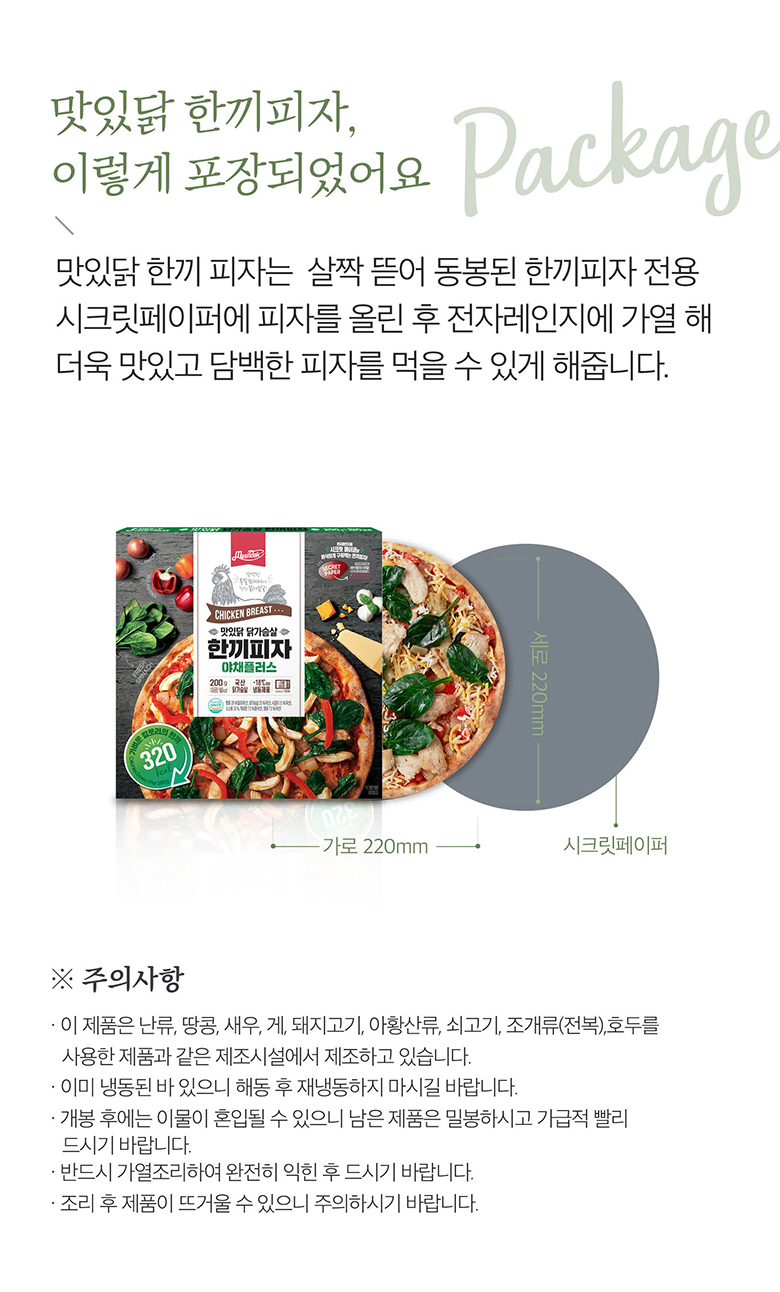 맛있닭 한끼피자,
이렇게 포장되었어요
Package
맛있닭 한끼 피자는 살짝 뜯어 동봉된 한끼피자 전용
시크릿페이퍼에 피자를 올린 후 전자레인지에 가열 해
더욱 맛있고 담백한 피자를 먹을 수 있게 해줍니다.
Masitdak
SECRET
PAPER
CHICKEN BREAST
맛있닭 닭가슴살
한끼피자
야채플러스
200g
국산
닭가슴살
-18℃이하
냉동제품
가벼운 칼로리의 한끼
320
kcal
세로 220mm
가로 220mm
시크릿페이퍼
※ 주의사항
· 이 제품은 난류, 땅콩, 새우, 게, 돼지고기, 아황산류, 쇠고기, 조개류(전복),호두를
사용한 제품과 같은 제조시설에서 제조하고 있습니다.
· 이미 냉동된 바 있으니 해동 후 재냉동하지 마시길 바랍니다.
· 개봉 후에는 이물이 혼입될 수 있으니 남은 제품은 밀봉하시고 가급적 빨리
드시기 바랍니다.
· 반드시 가열조리하여 완전히 익힌 후 드시기 바랍니다.
· 조리 후 제품이 뜨거울 수 있으니 주의하시기 바랍니다.